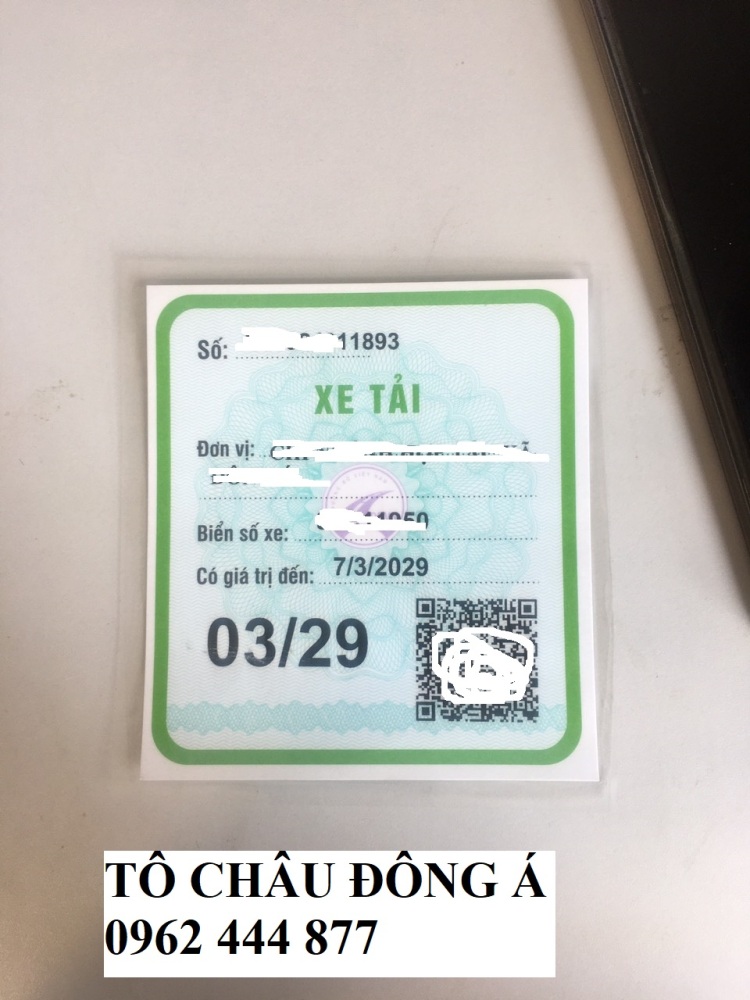 Số: 11893
XE TẢI
Đơn vị:
Biển số xe: 11950
Có giá trị đến: 7/3/2029
03/29
TÔ CHÂU ĐÔNG Á
0962 444 877